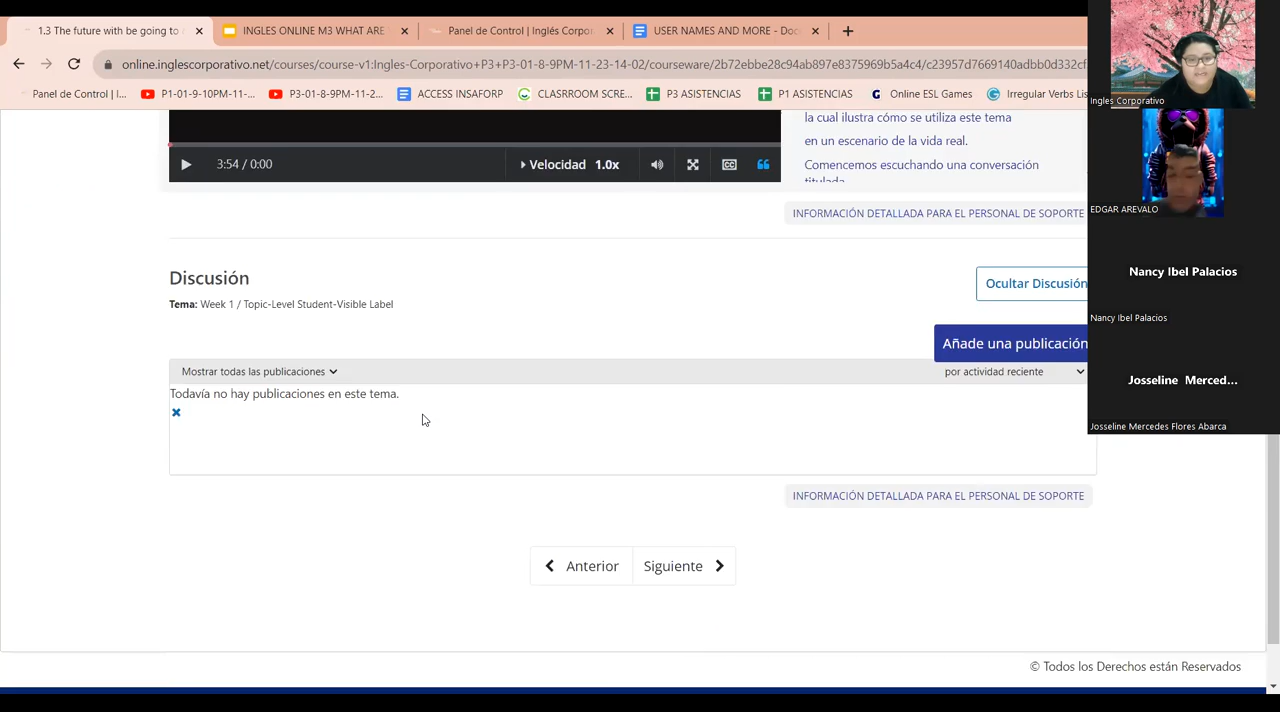 1.3 The future with be going to
INGLES ONLINE M3 WHAT ARE
Panel de Control | Inglés Corpo
USER NAMES AND MORE - Doc
online.inglescorporativo.net/courses/course-v1:Ingles-Corporativo+P3+P3-01-8-9PM-11-23-14-02/courseware/2b72ebbe28c94ab897e8375969b5a4c4/c23957d7669140adbb0d332cf
Panel de Control | I...
P1-01-9-10PM-11-...
P3-01-8-9PM-11-2...
ACCESS INSAFORP
CLASRROOM SCRE...
P3 ASISTENCIAS
P1 ASISTENCIAS
Online ESL Games
Irregular Verbs Lis
la cual ilustra cómo se utiliza este tema
en un escenario de la vida real.
Comencemos escuchando una conversación
titulada
3:54 / 0:00
Velocidad 1.0x
INFORMACIÓN DETALLADA PARA EL PERSONAL DE SOPORTE
Discusión
Tema: Week 1 / Topic-Level Student-Visible Label
Ocultar Discusión
Añade una publicación
Mostrar todas las publicaciones
por actividad reciente
Todavía no hay publicaciones en este tema.
INFORMACIÓN DETALLADA PARA EL PERSONAL DE SOPORTE
Anterior
Siguiente
© Todos los Derechos están Reservados
Ingles Corporativo
EDGAR AREVALO
Nancy Ibel Palacios
Nancy Ibel Palacios
Josseline Merced...
Josseline Mercedes Flores Abarca